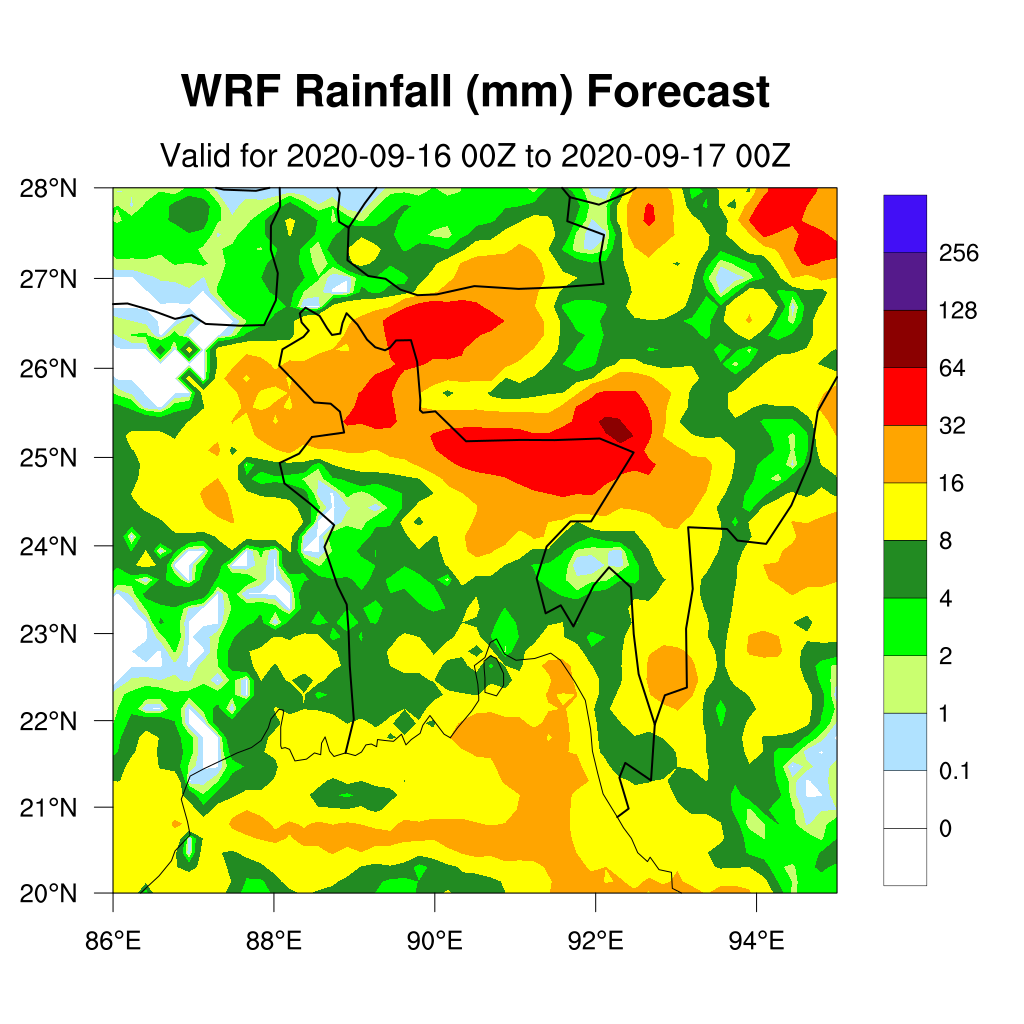 WRF Rainfall (mm) Forecast
Valid for 2020-09-16 00Z to 2020-09-17 00Z
28°N
27°N
26°N
25°N
24°N
23°N
22°N
21°N
20°N
86°E 88°E 90°E 92°E 94°E
256
128
64
32
16
8
4
2
1
0.1
0